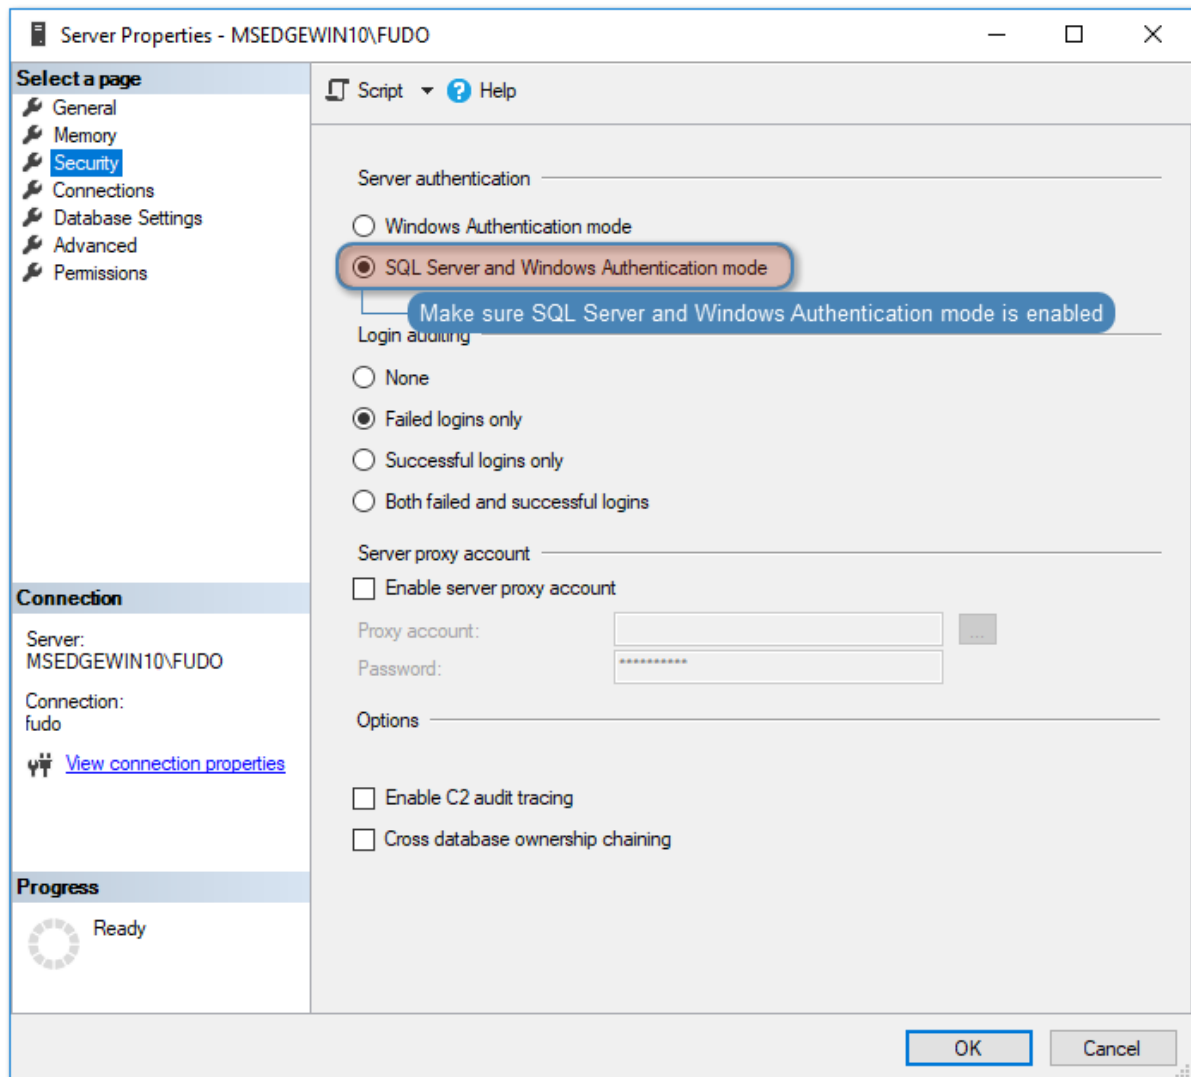 Server Properties - MSEDGEWIN10\FUDO
Select a page
General
Memory
Security
Connections
Database Settings
Advanced
Permissions
Script
Help
Server authentication
Windows Authentication mode
SQL Server and Windows Authentication mode
Make sure SQL Server and Windows Authentication mode is enabled
Login auditing
None
Failed logins only
Successful logins only
Both failed and successful logins
Server proxy account
Enable server proxy account
Proxy account:
...
Password:
**********
Options
Enable C2 audit tracing
Cross database ownership chaining
Connection
Server:
MSEDGEWIN10\FUDO
Connection:
fudo
View connection properties
Progress
Ready
OK
Cancel